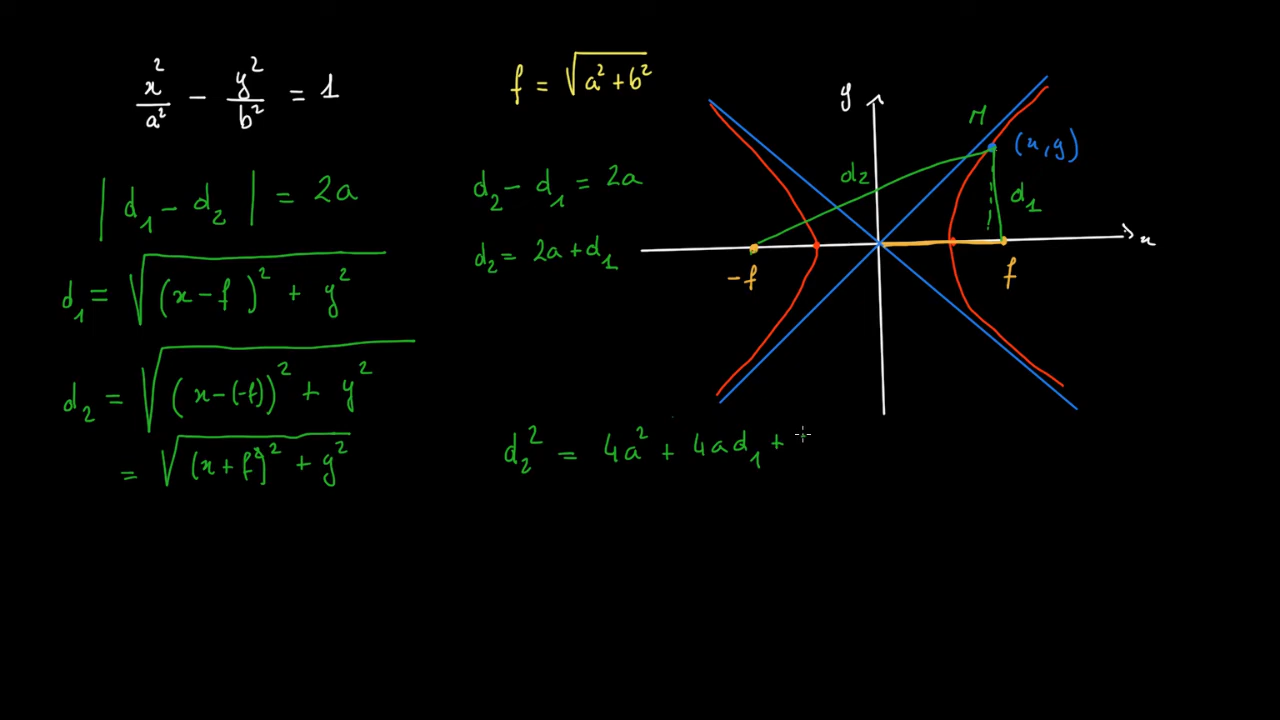 x²/a² − y²/b² = 1
f = √(a² + b²)
|d₁ − d₂| = 2a
d₁ = √((x − f)² + y²)
d₂ = √((x − (−f))² + y²)
= √((x + f)² + y²)
d₂ − d₁ = 2a
d₂ = 2a + d₁
d₂² = 4a² + 4ad₁ +
y
M
(x, y)
d₂
d₁
x
−f
f